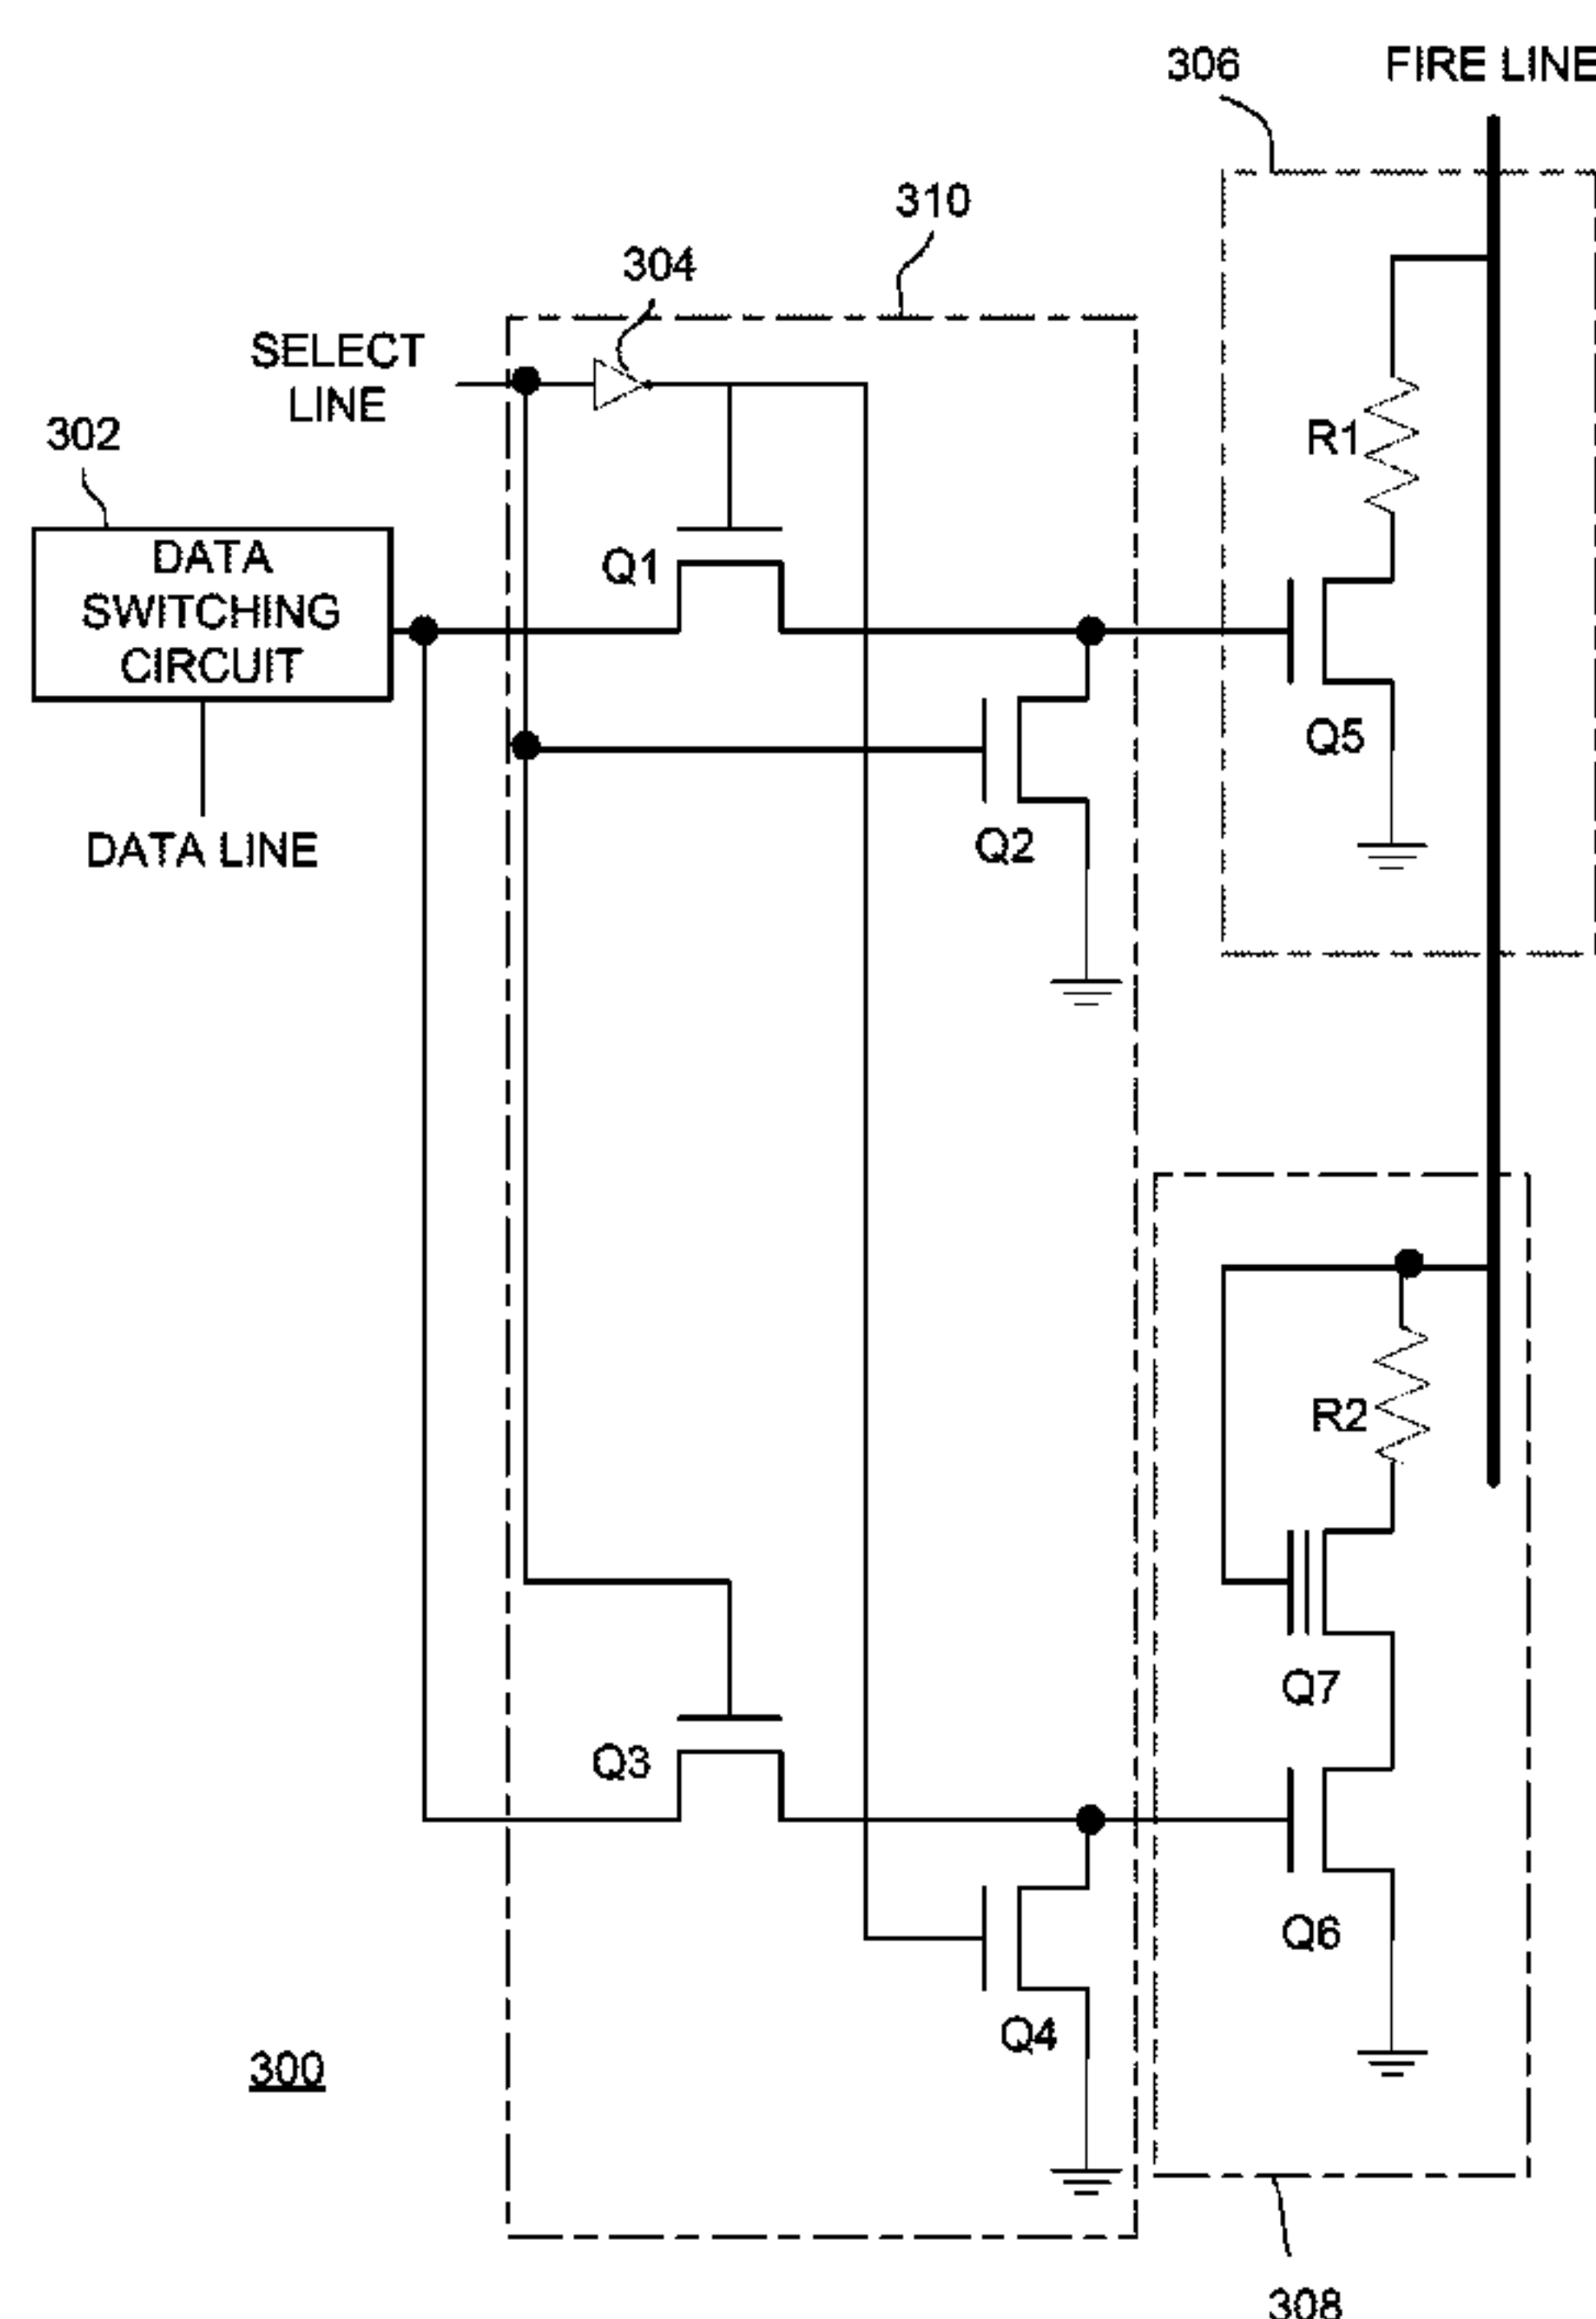 306
FIRE LINE
310
304
SELECT
LINE
302
R1
DATA
SWITCHING
CIRCUIT
Q1
Q5
DATA LINE
Q2
R2
Q7
Q3
Q6
Q4
300
308